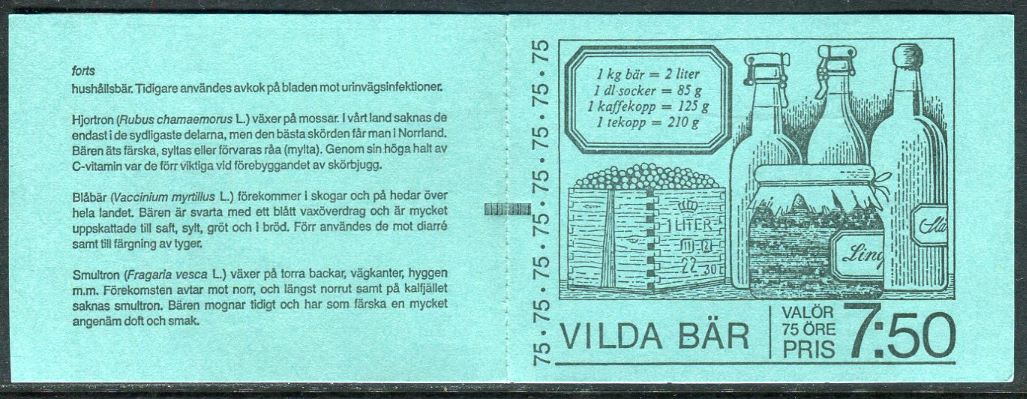 forts
hushållsbär. Tidigare användes avkok på bladen mot urinvägsinfektioner.
Hjortron (Rubus chamaemorus L.) växer på mossar. I vårt land saknas de
endast i de sydligaste delarna, men den bästa skörden får man i Norrland.
Bären äts färska, syltas eller förvaras råa (mylta). Genom sin höga halt av
C-vitamin var de förr viktiga vid förebyggandet av skörbjugg.
Blåbär (Vaccinium myrtillus L.) förekommer i skogar och på hedar över
hela landet. Bären är svarta med ett blått vaxöverdrag och är mycket
uppskattade till saft, sylt, gröt och i bröd. Förr användes de mot diarré
samt till färgning av tyger.
Smultron (Fragaria vesca L.) växer på torra backar, vägkanter, hyggen
m.m. Förekomsten avtar mot norr, och längst norrut samt på kalfjället
saknas smultron. Bären mognar tidigt och har som färska en mycket
angenäm doft och smak.
75 · 75 · 75 · 75 · 75 · 75 · 75 · 75
1 kg bär = 2 liter
1 dl socker = 85 g
1 kaffekopp = 125 g
1 tekopp = 210 g
1 LITER
22
Ling
VILDA BÄR
VALÖR
75 ÖRE
PRIS
7:50